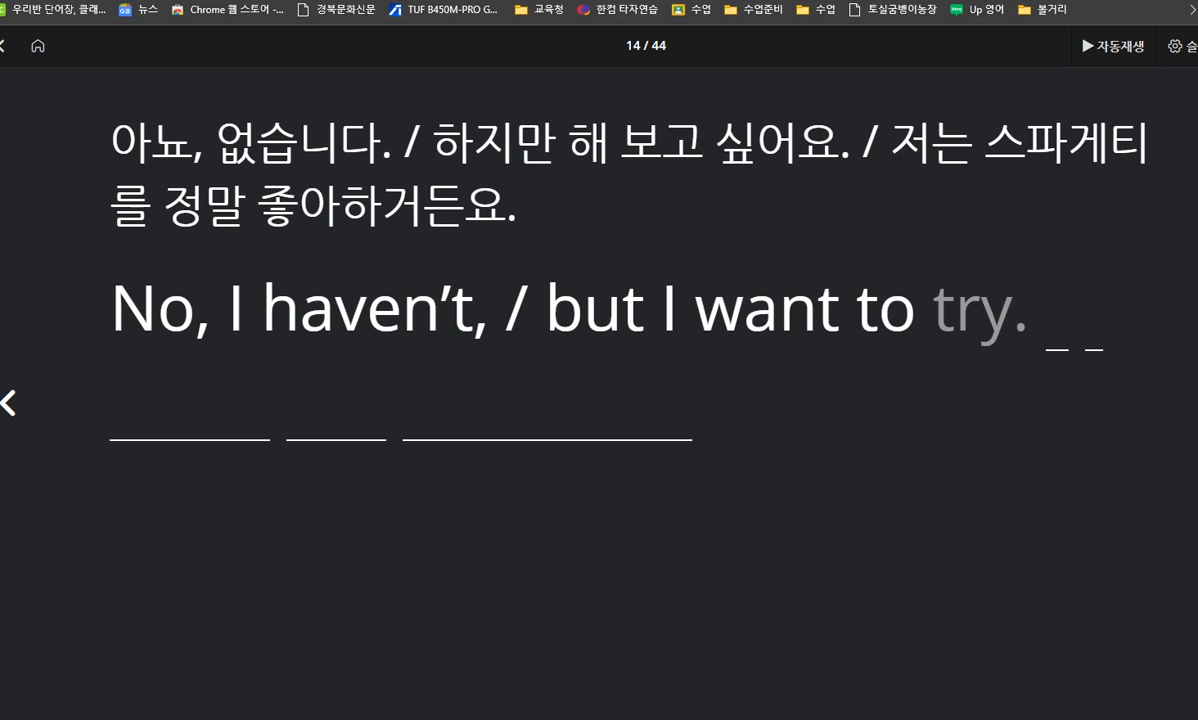 우리반 단어장, 클래... 뉴스 Chrome 웹 스토어 -... 경북문화신문 TUF B450M-PRO G... 교육청 한컴 타자연습 수업 수업준비 수업 토실굼벵이농장 Up 영어 볼거리
14 / 44 ▶자동재생 슬
아뇨, 없습니다. / 하지만 해 보고 싶어요. / 저는 스파게티
를 정말 좋아하거든요.
No, I haven’t, / but I want to try.